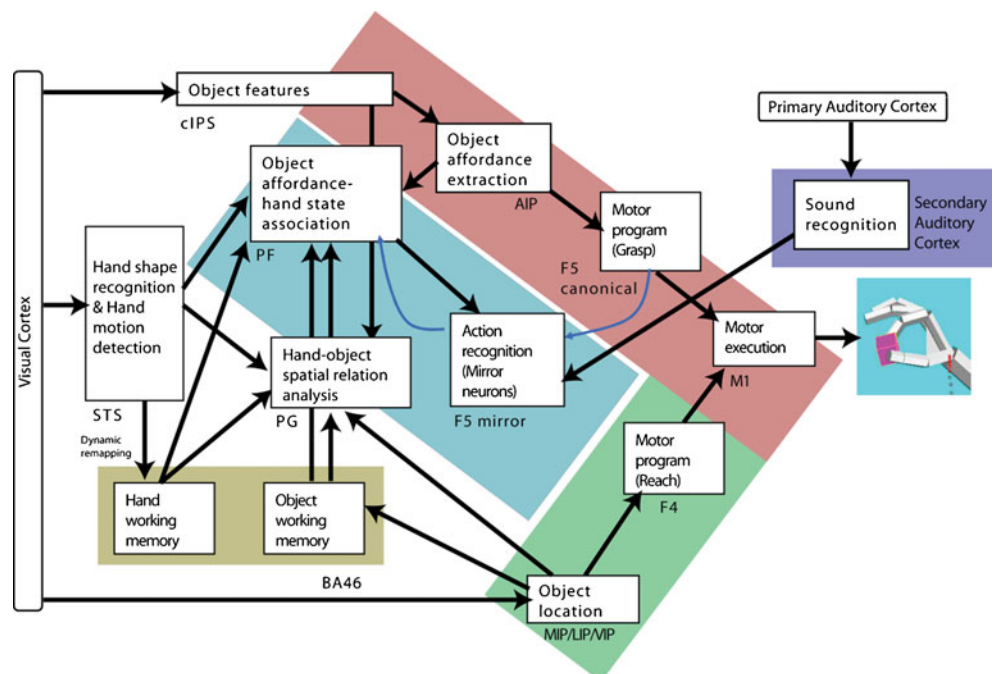 Object features
cIPS
Primary Auditory Cortex
Object
affordance
extraction
AIP
Object
affordance-
hand state
association
PF
Sound
recognition
Secondary
Auditory
Cortex
Motor
program
(Grasp)
F5
canonical
Visual Cortex
Hand shape
recognition
& Hand
motion
detection
STS
Hand-object
spatial relation
analysis
PG
Action
recognition
(Mirror
neurons)
F5 mirror
Motor
execution
M1
Dynamic
remapping
Motor
program
(Reach)
F4
Hand
working
memory
Object
working
memory
BA46
Object
location
MIP/LIP/VIP